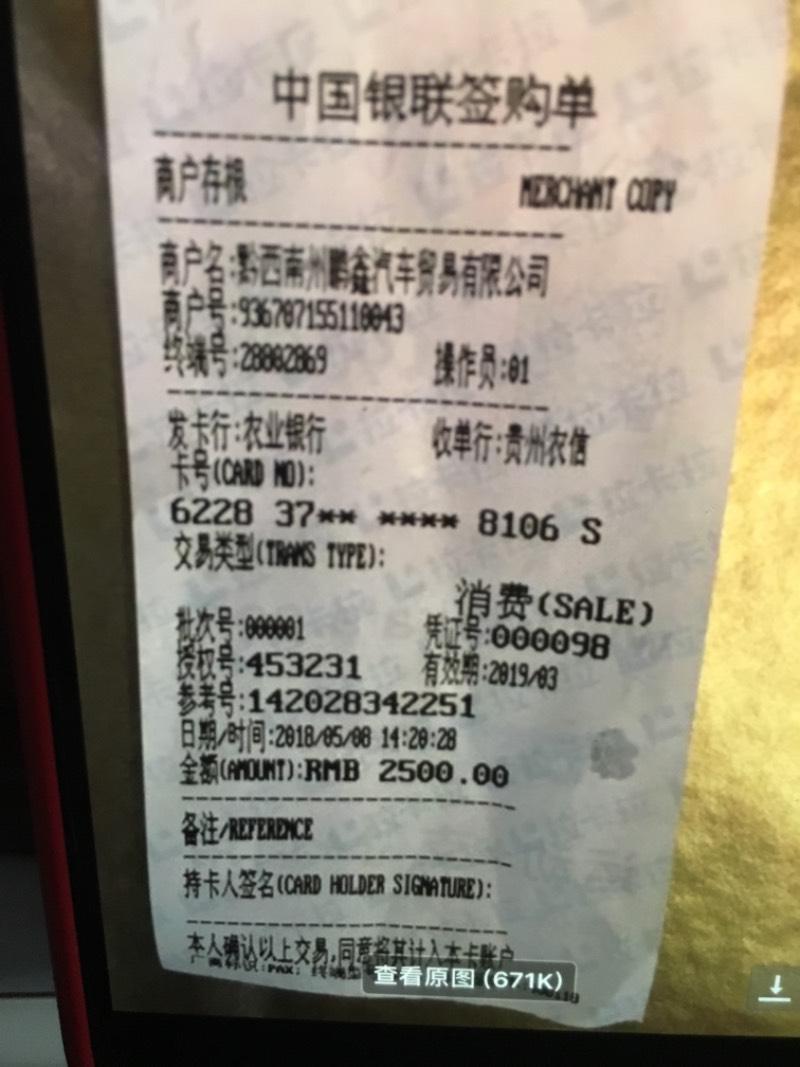 中国银联签购单
商户存根 MERCHANT COPY
商户名:黔西南州鹏鑫汽车贸易有限公司
商户号:936707155110043
终端号:28802869 操作员:01
发卡行:农业银行 收单行:贵州农信
卡号(CARD NO):
6228 37** **** 8106 S
交易类型(TRANS TYPE):
消费(SALE)
批次号:000001 凭证号:000098
授权号:453231 有效期:2019/03
参考号:142028342251
日期/时间:2018/05/08 14:20:28
金额(AMOUNT):RMB 2500.00
备注/REFERENCE
持卡人签名(CARD HOLDER SIGNATURE):
本人确认以上交易,同意将其计入本卡账户
查看原图 (671K)